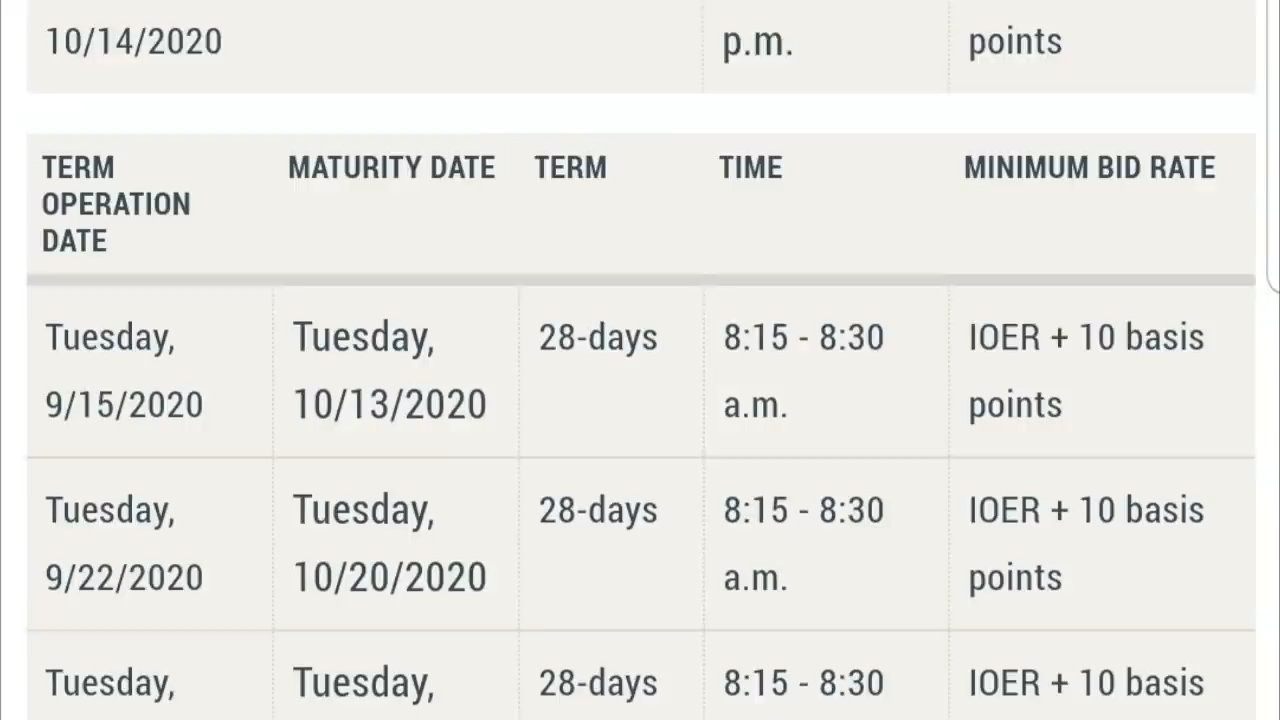 10/14/2020 p.m. points
TERM MATURITY DATE TERM TIME MINIMUM BID RATE
OPERATION
DATE
Tuesday, Tuesday, 28-days 8:15 - 8:30 IOER + 10 basis
9/15/2020 10/13/2020 a.m. points
Tuesday, Tuesday, 28-days 8:15 - 8:30 IOER + 10 basis
9/22/2020 10/20/2020 a.m. points
Tuesday, Tuesday, 28-days 8:15 - 8:30 IOER + 10 basis